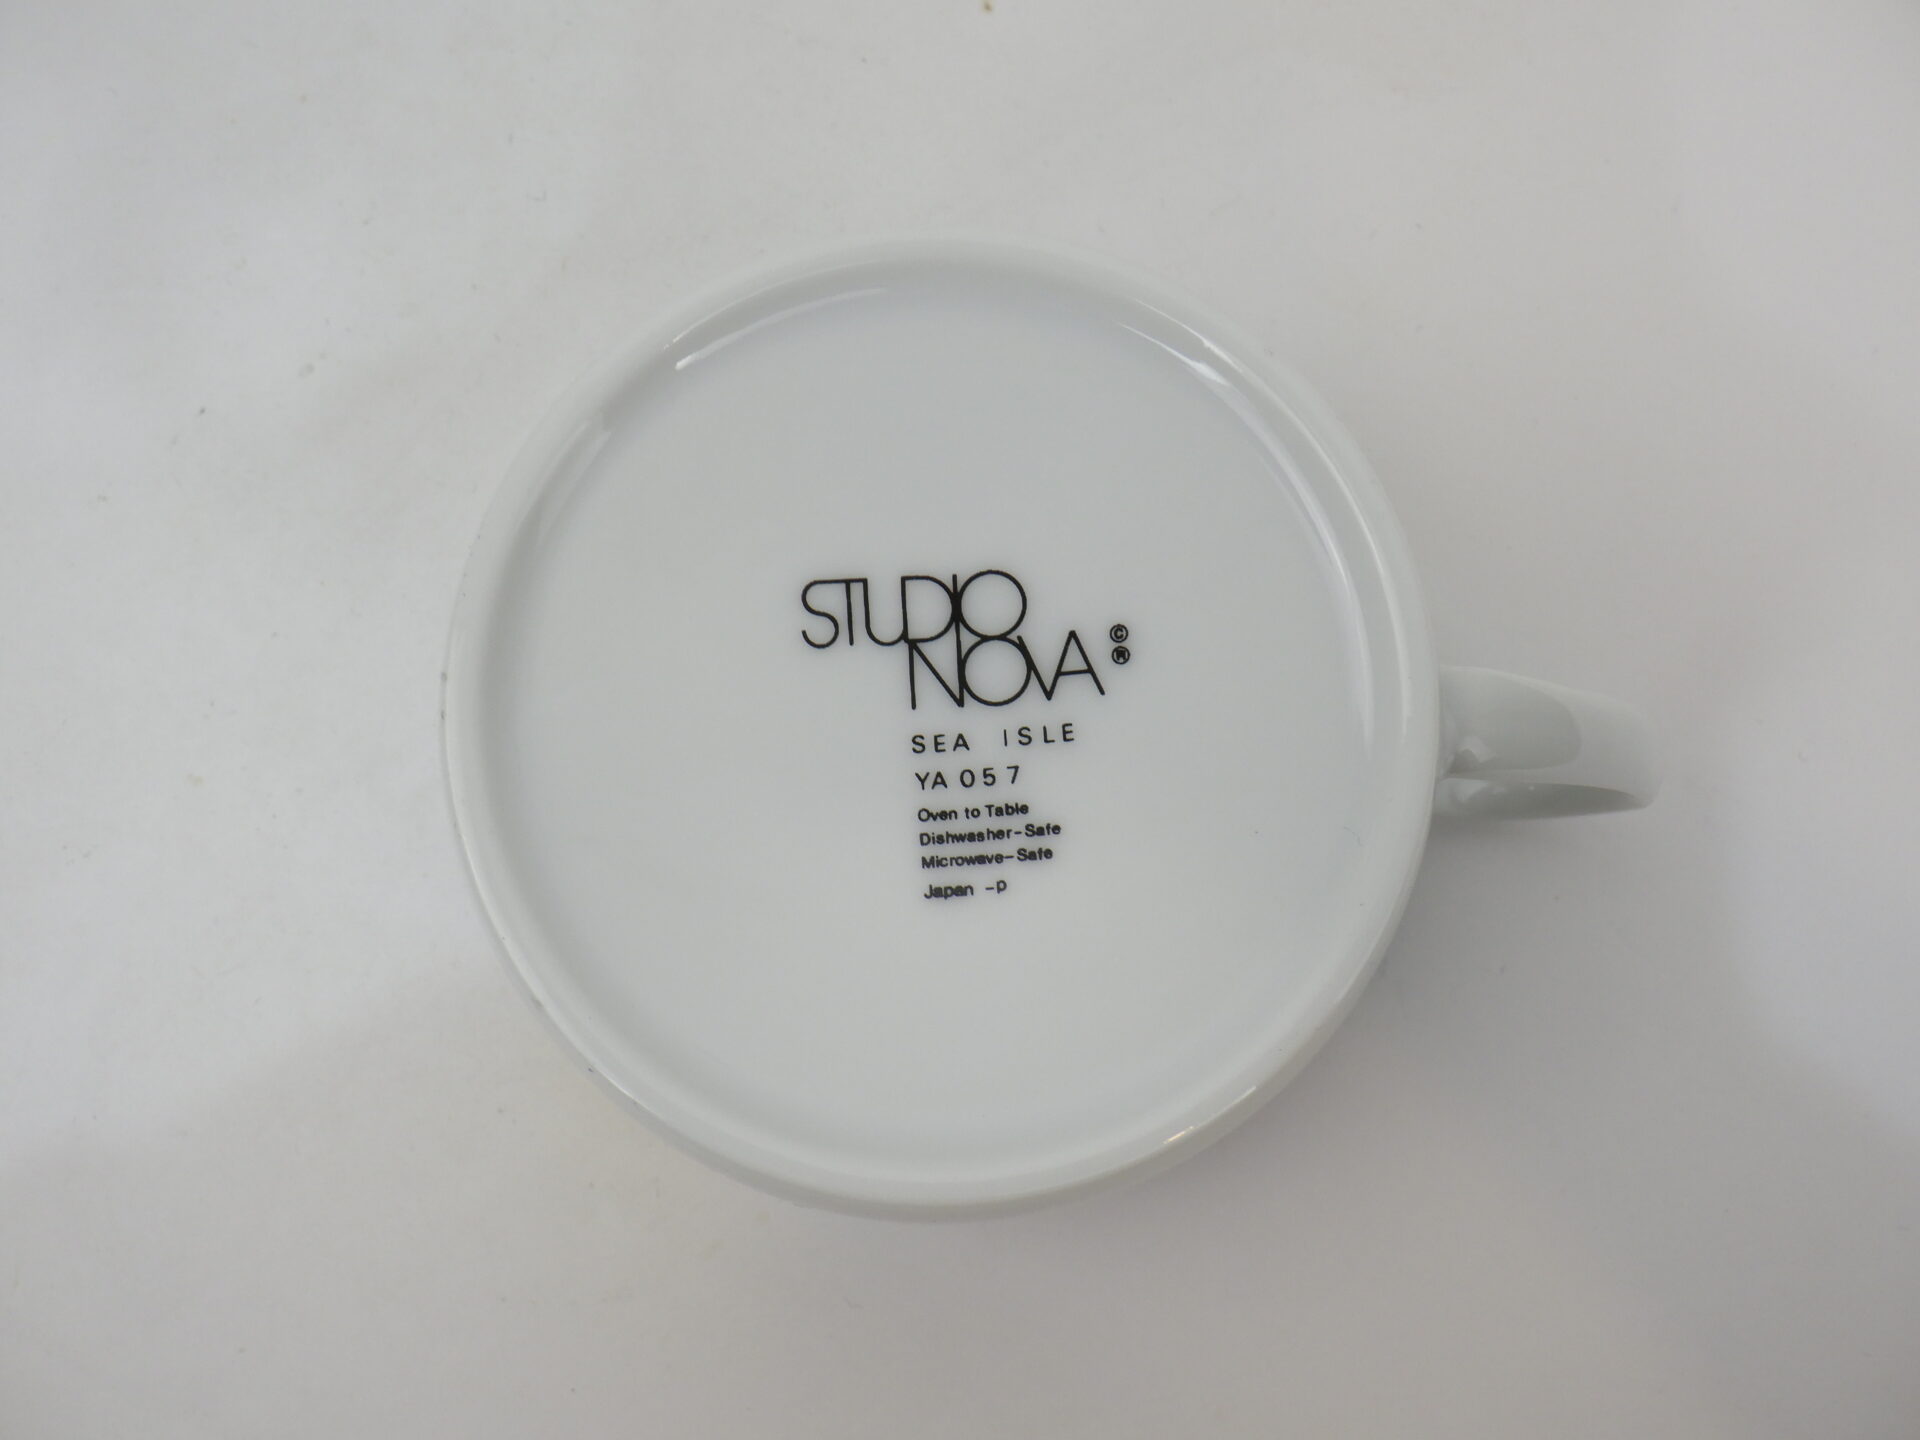 STUDIO
NOVA ©
®
SEA ISLE
YA 057
Oven to Table
Dishwasher-Safe
Microwave-Safe
Japan -p